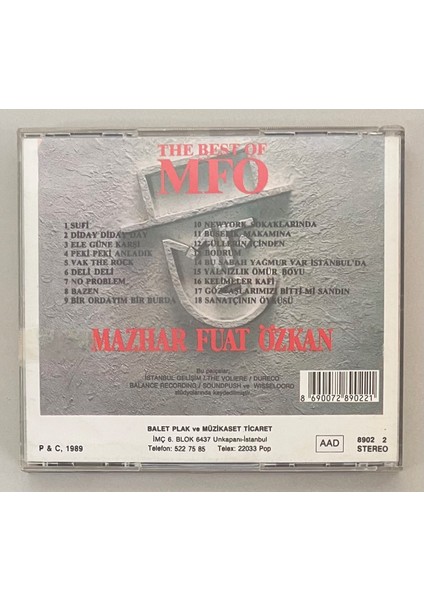 THE BEST OF
MFÖ
1 SUFİ
2 DİDAY DİDAY DAY
3 ELE GÜNE KARŞI
4 PEKİ PEKİ ANLADIK
5 VAK THE ROCK
6 DELİ DELİ
7 NO PROBLEM
8 BAZEN
9 BİR ORDAYIM BİR BURDA
10 NEWYORK SOKAKLARINDA
11 BUSELİK MAKAMINA
12 GÜLLERİN İÇİNDEN
13 BODRUM
14 BU SABAH YAĞMUR VAR İSTANBUL'DA
15 YALNIZLIK ÖMÜR BOYU
16 KELİMELER KAFİ
17 GÖZYAŞLARIMIZI BİTTİ Mİ SANDIN
18 SANATÇININ ÖYKÜSÜ
MAZHAR FUAT ÖZKAN
Bu parçalar,
İSTANBUL GELİŞİM / THE VOLIERE / DURECO
BALANCE RECORDING / SOUNDPUSH ve WISSELOORD
stüdyolarında kaydedilmiştir.
8 690072 890221
P & C, 1989
BALET PLAK ve MÜZİKASET TİCARET
İMÇ 6. BLOK 6437 Unkapanı-İstanbul
Telefon: 522 75 85 Telex: 22033 Pop
AAD
8902 2
STEREO